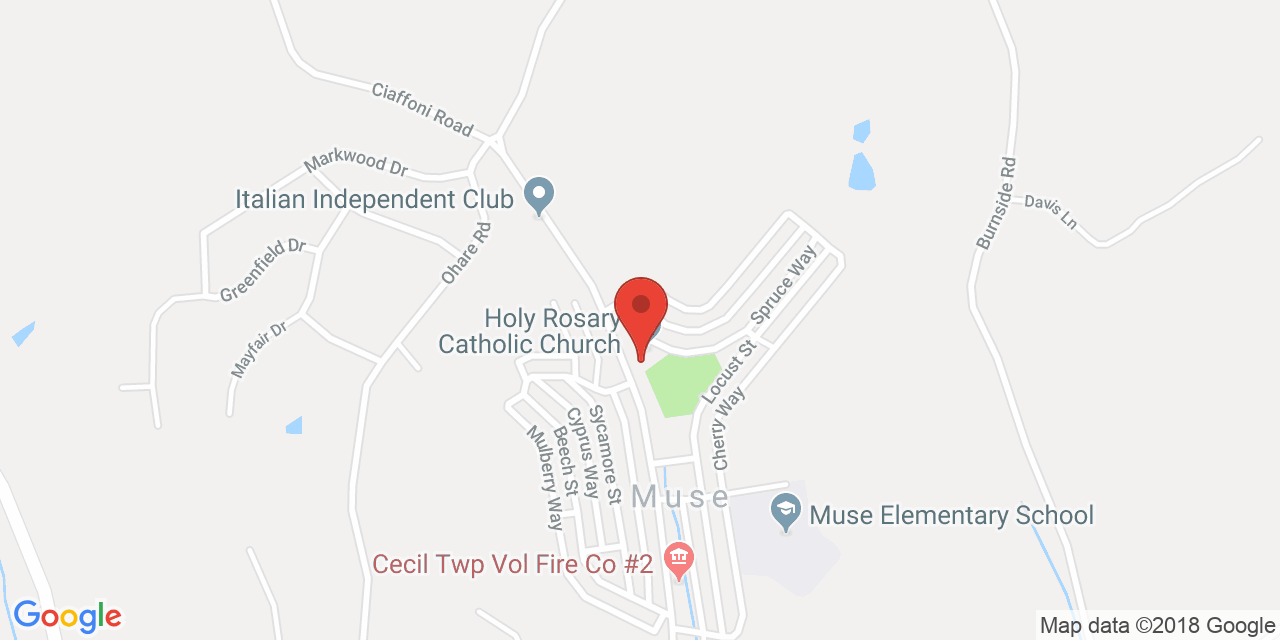 Ciaffoni Road
Markwood Dr
Italian Independent Club
Burnside Rd
Davis Ln
Greenfield Dr
Ohare Rd
Spruce Way
Holy Rosary
Catholic Church
Mayfair Dr
Locust St
Cherry Way
Sycamore St
Cyprus Way
Beech St
Mulberry Way
Muse
Muse Elementary School
Cecil Twp Vol Fire Co #2
Google
Map data ©2018 Google